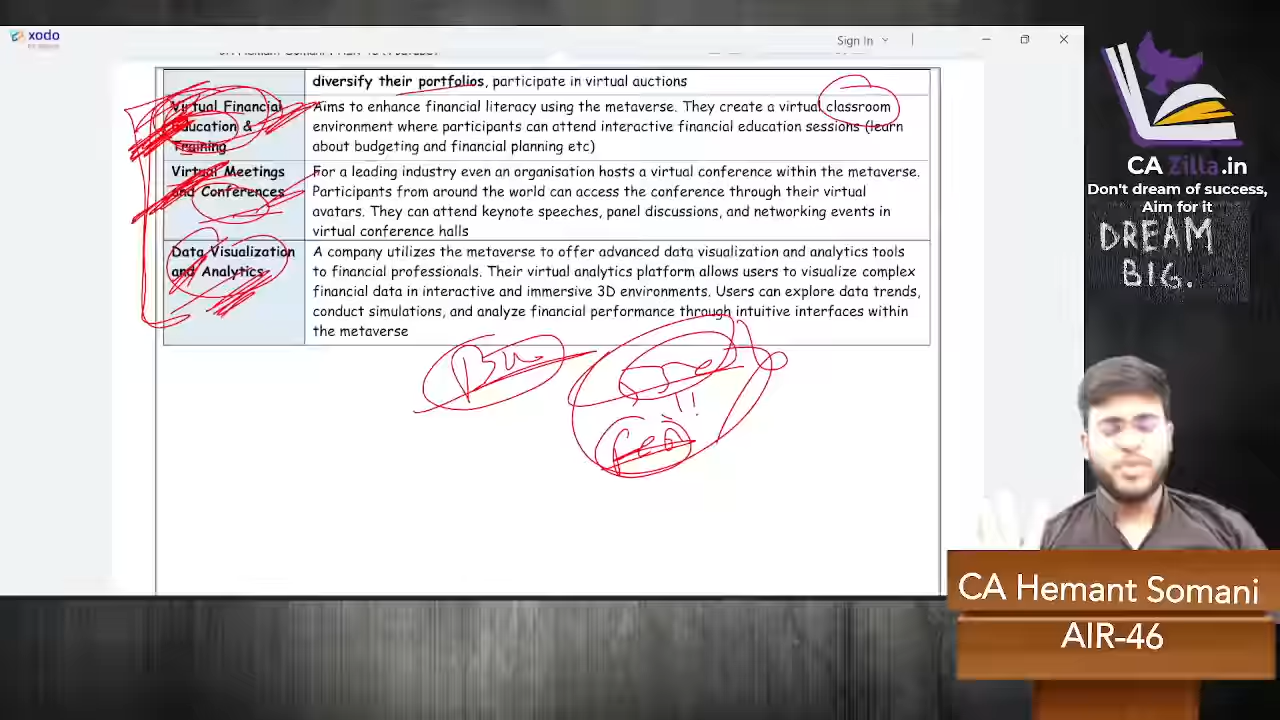 xodo
Sign In
diversify their portfolios, participate in virtual auctions
Virtual Financial Education & Training
Aims to enhance financial literacy using the metaverse. They create a virtual classroom
environment where participants can attend interactive financial education sessions (learn
about budgeting and financial planning etc)
Virtual Meetings and Conferences
For a leading industry even an organisation hosts a virtual conference within the metaverse.
Participants from around the world can access the conference through their virtual
avatars. They can attend keynote speeches, panel discussions, and networking events in
virtual conference halls
Data Visualization and Analytics
A company utilizes the metaverse to offer advanced data visualization and analytics tools
to financial professionals. Their virtual analytics platform allows users to visualize complex
financial data in interactive and immersive 3D environments. Users can explore data trends,
conduct simulations, and analyze financial performance through intuitive interfaces within
the metaverse
CA Zilla.in
Don't dream of success,
Aim for it
DREAM
BIG.
CA Hemant Somani
AIR-46